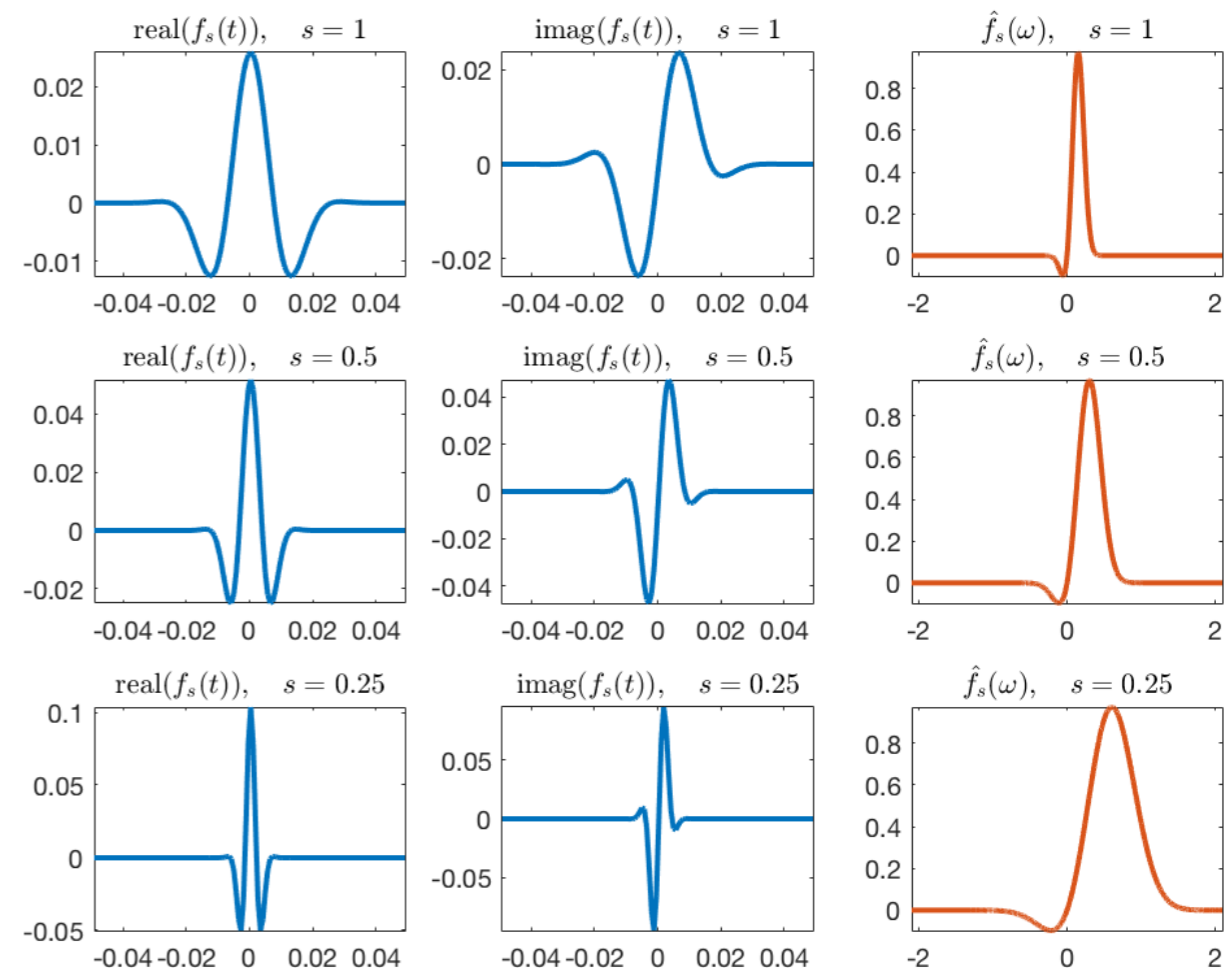 real(f_s(t)), s = 1
imag(f_s(t)), s = 1
f̂_s(ω), s = 1
0.02
0.01
0
-0.01
-0.04 -0.02 0 0.02 0.04
0.02
0
-0.02
-0.04 -0.02 0 0.02 0.04
0.8
0.6
0.4
0.2
0
-2 0 2
real(f_s(t)), s = 0.5
imag(f_s(t)), s = 0.5
f̂_s(ω), s = 0.5
0.04
0.02
0
-0.02
-0.04 -0.02 0 0.02 0.04
0.04
0.02
0
-0.02
-0.04
-0.04 -0.02 0 0.02 0.04
0.8
0.6
0.4
0.2
0
-2 0 2
real(f_s(t)), s = 0.25
imag(f_s(t)), s = 0.25
f̂_s(ω), s = 0.25
0.1
0.05
0
-0.05
-0.04 -0.02 0 0.02 0.04
0.05
0
-0.05
-0.04 -0.02 0 0.02 0.04
0.8
0.6
0.4
0.2
0
-2 0 2